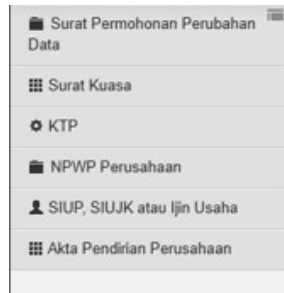 Surat Permohonan Perubahan
Data
Surat Kuasa
KTP
NPWP Perusahaan
SIUP, SIUJK atau Ijin Usaha
Akta Pendirian Perusahaan